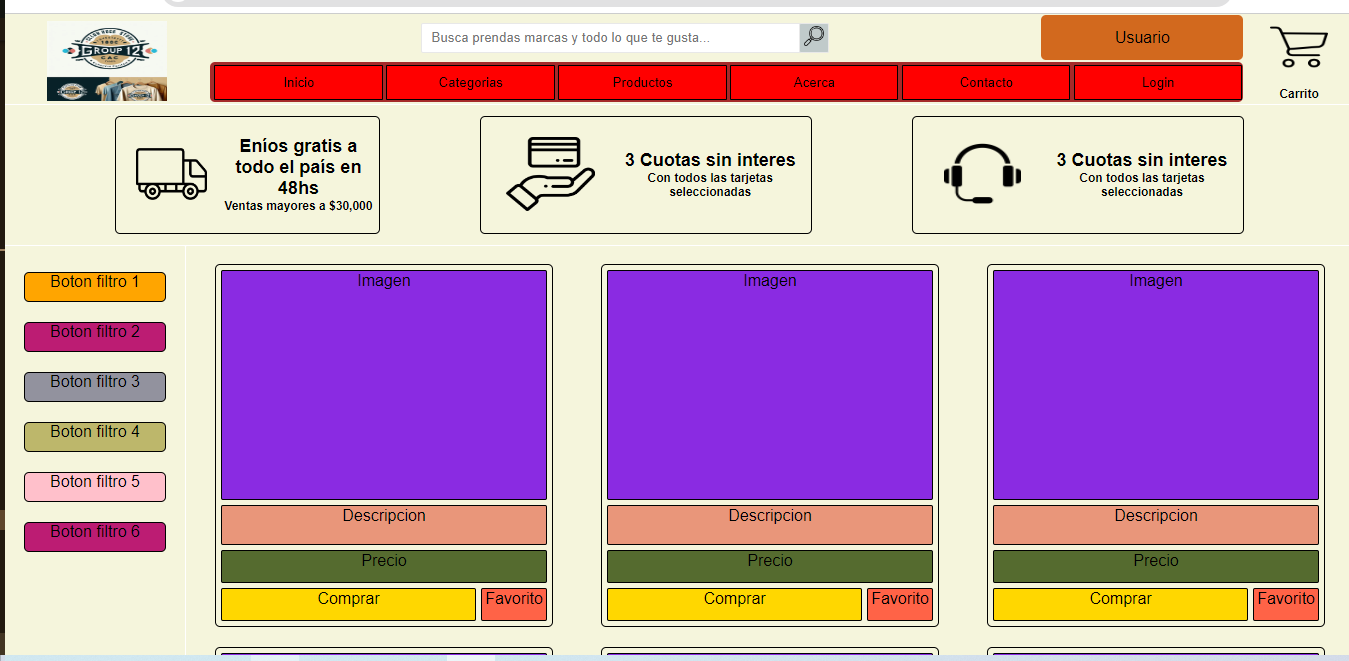 GROUP 12
CAC
Busca prendas marcas y todo lo que te gusta...
Usuario
Inicio
Categorias
Productos
Acerca
Contacto
Login
Carrito
Eníos gratis a
todo el país en
48hs
Ventas mayores a $30,000
3 Cuotas sin interes
Con todos las tarjetas
seleccionadas
3 Cuotas sin interes
Con todos las tarjetas
seleccionadas
Boton filtro 1
Boton filtro 2
Boton filtro 3
Boton filtro 4
Boton filtro 5
Boton filtro 6
Imagen
Descripcion
Precio
Comprar
Favorito
Imagen
Descripcion
Precio
Comprar
Favorito
Imagen
Descripcion
Precio
Comprar
Favorito